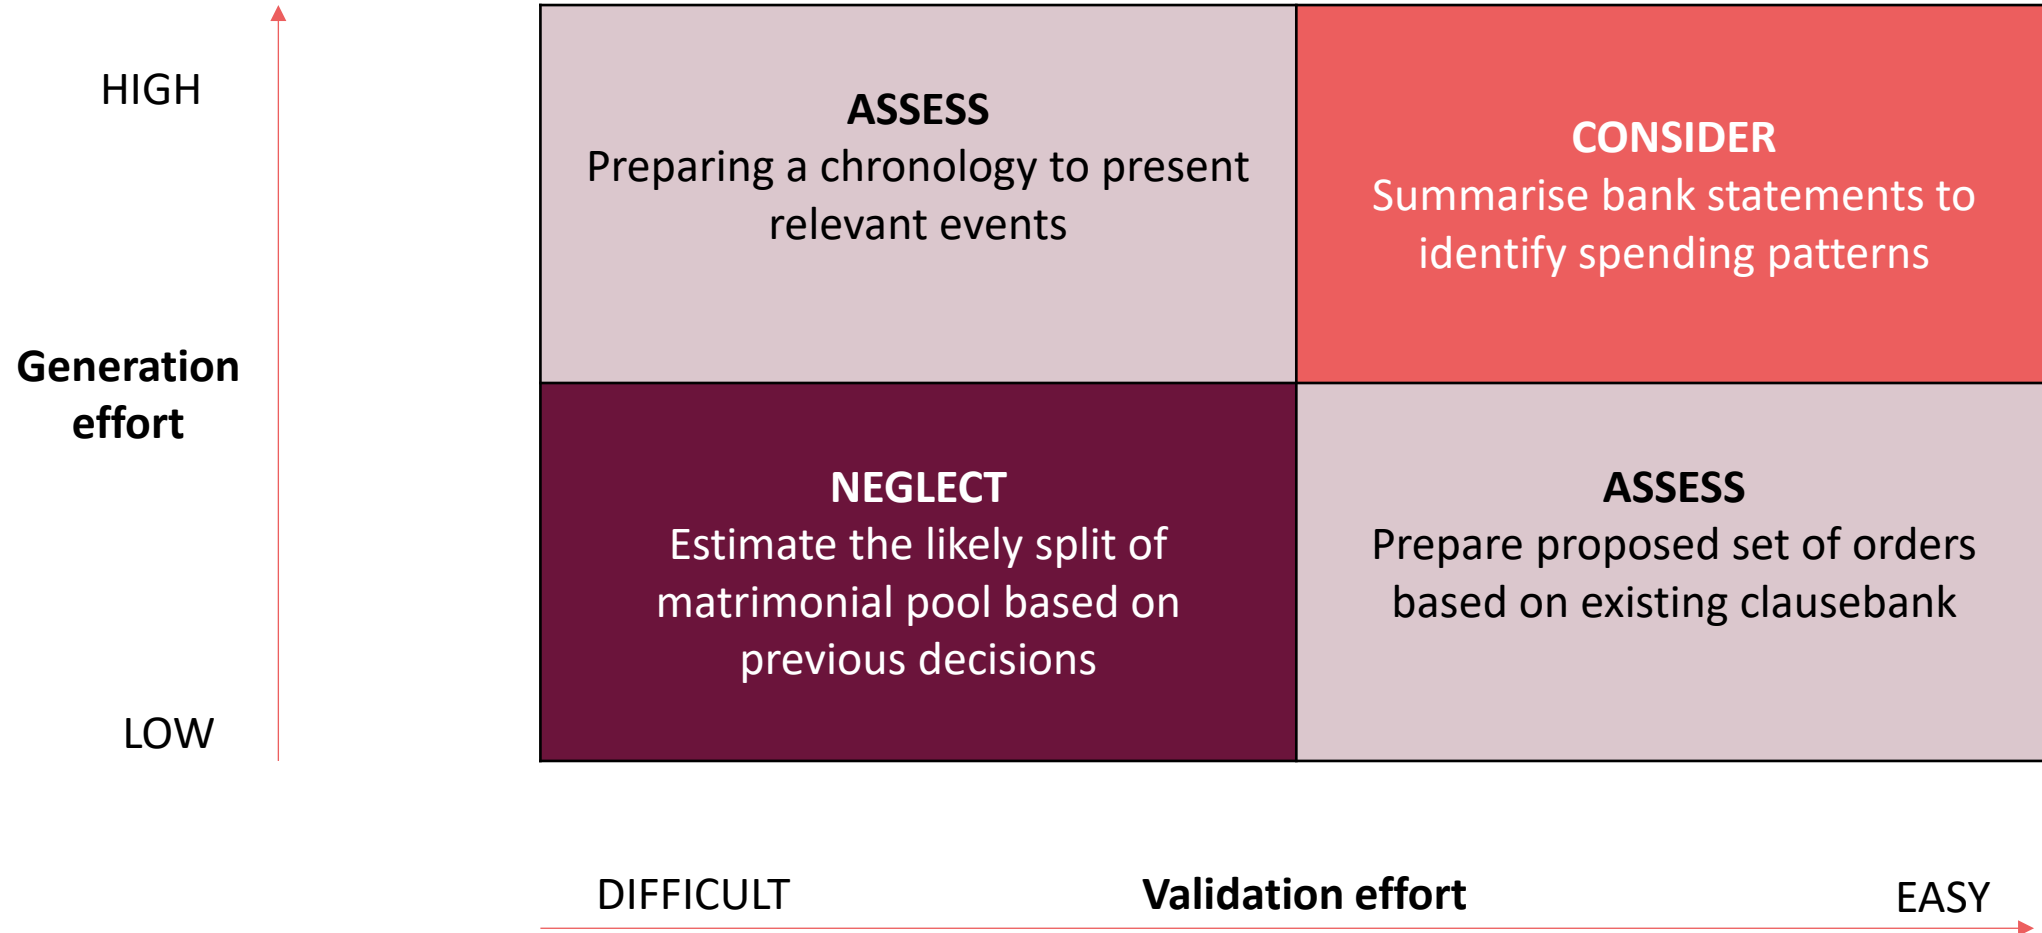 HIGH
Generation
effort
LOW
ASSESS
Preparing a chronology to present
relevant events
CONSIDER
Summarise bank statements to
identify spending patterns
NEGLECT
Estimate the likely split of
matrimonial pool based on
previous decisions
ASSESS
Prepare proposed set of orders
based on existing clausebank
DIFFICULT
Validation effort
EASY